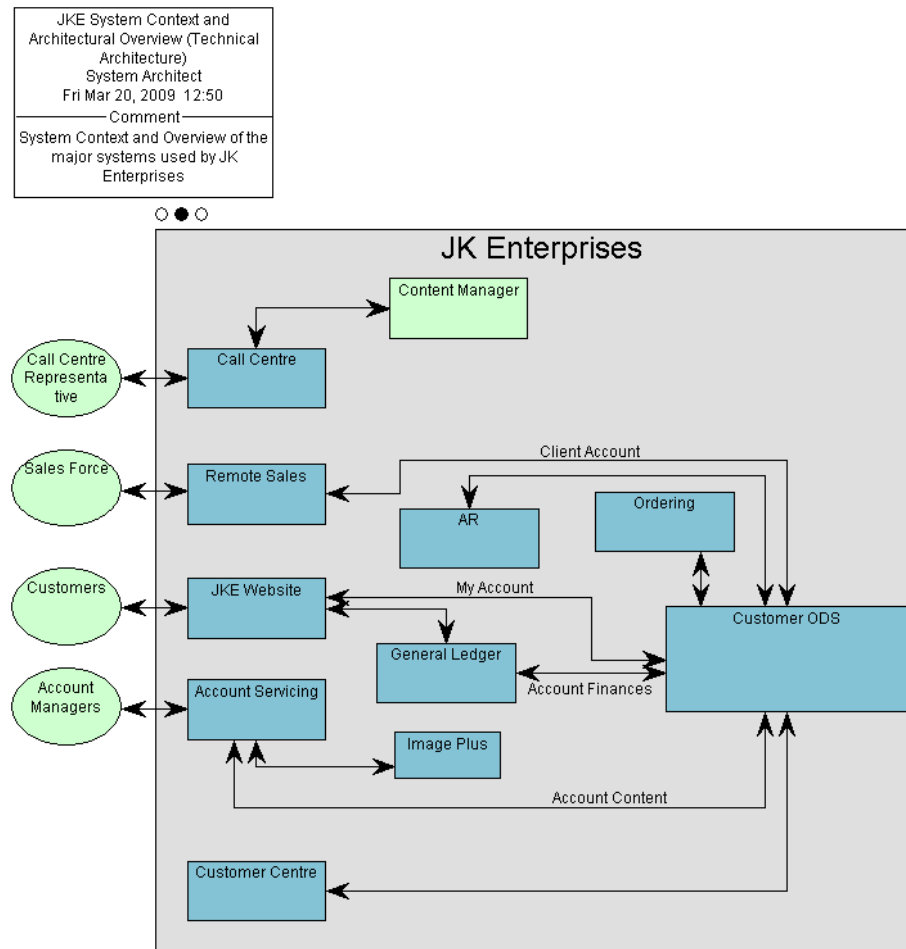 JKE System Context and
Architectural Overview (Technical
Architecture)
System Architect
Fri Mar 20, 2009  12:50
Comment
System Context and Overview of the
major systems used by JK
Enterprises
JK Enterprises
Content Manager
Call Centre
Representa
tive
Call Centre
Client Account
Sales Force
Remote Sales
AR
Ordering
Customers
JKE Website
My Account
Customer ODS
General Ledger
Account Finances
Account
Managers
Account Servicing
Image Plus
Account Content
Customer Centre